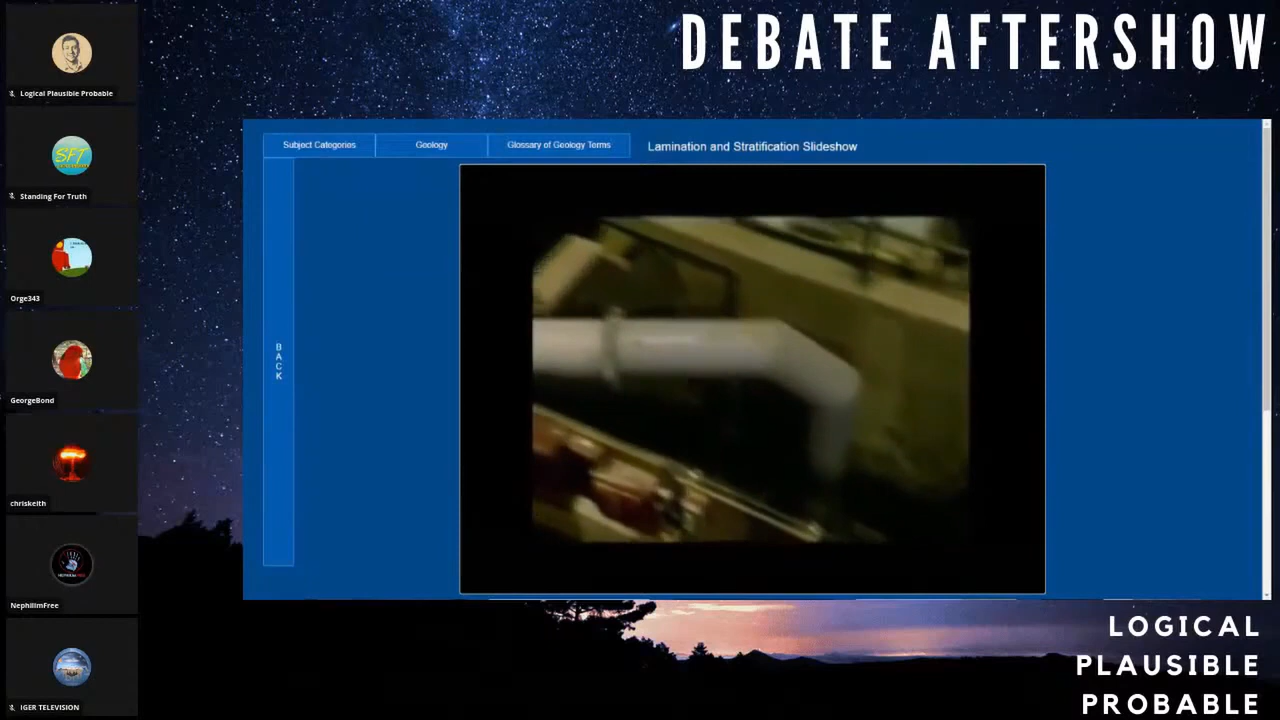 DEBATE AFTERSHOW
Logical Plausible Probable
SFT
Standing For Truth
Orge343
GeorgeBond
chriskeith
NephilimFree
IGER TELEVISION
Subject Categories
Geology
Glossary of Geology Terms
Lamination and Stratification Slideshow
BACK
LOGICAL
PLAUSIBLE
PROBABLE